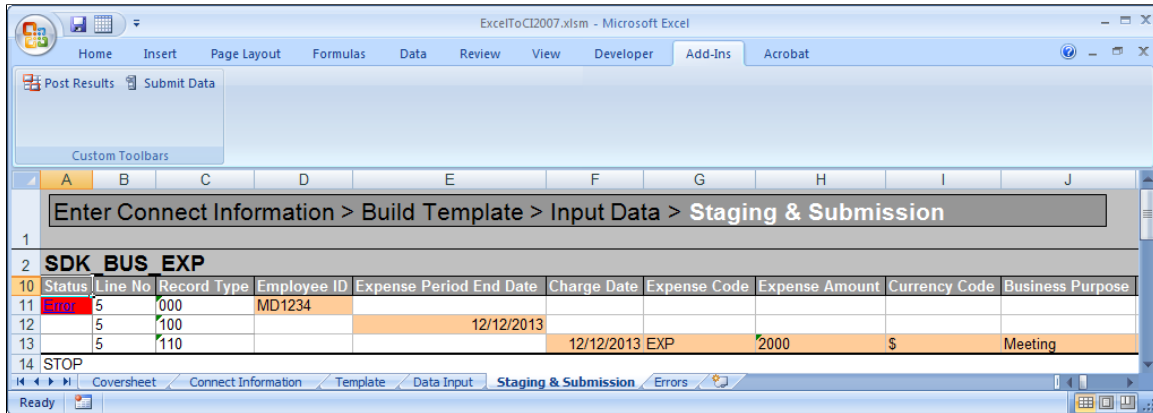 ExcelToCI2007.xlsm - Microsoft Excel
Home Insert Page Layout Formulas Data Review View Developer Add-Ins Acrobat
Post Results Submit Data
Custom Toolbars
A B C D E F G H I J
1 Enter Connect Information > Build Template > Input Data > Staging & Submission
2 SDK_BUS_EXP
10 Status Line No Record Type Employee ID Expense Period End Date Charge Date Expense Code Expense Amount Currency Code Business Purpose
11 Error 5 000 MD1234
12 5 100 12/12/2013
13 5 110 12/12/2013 EXP 2000 $ Meeting
14 STOP
Coversheet Connect Information Template Data Input Staging & Submission Errors
Ready